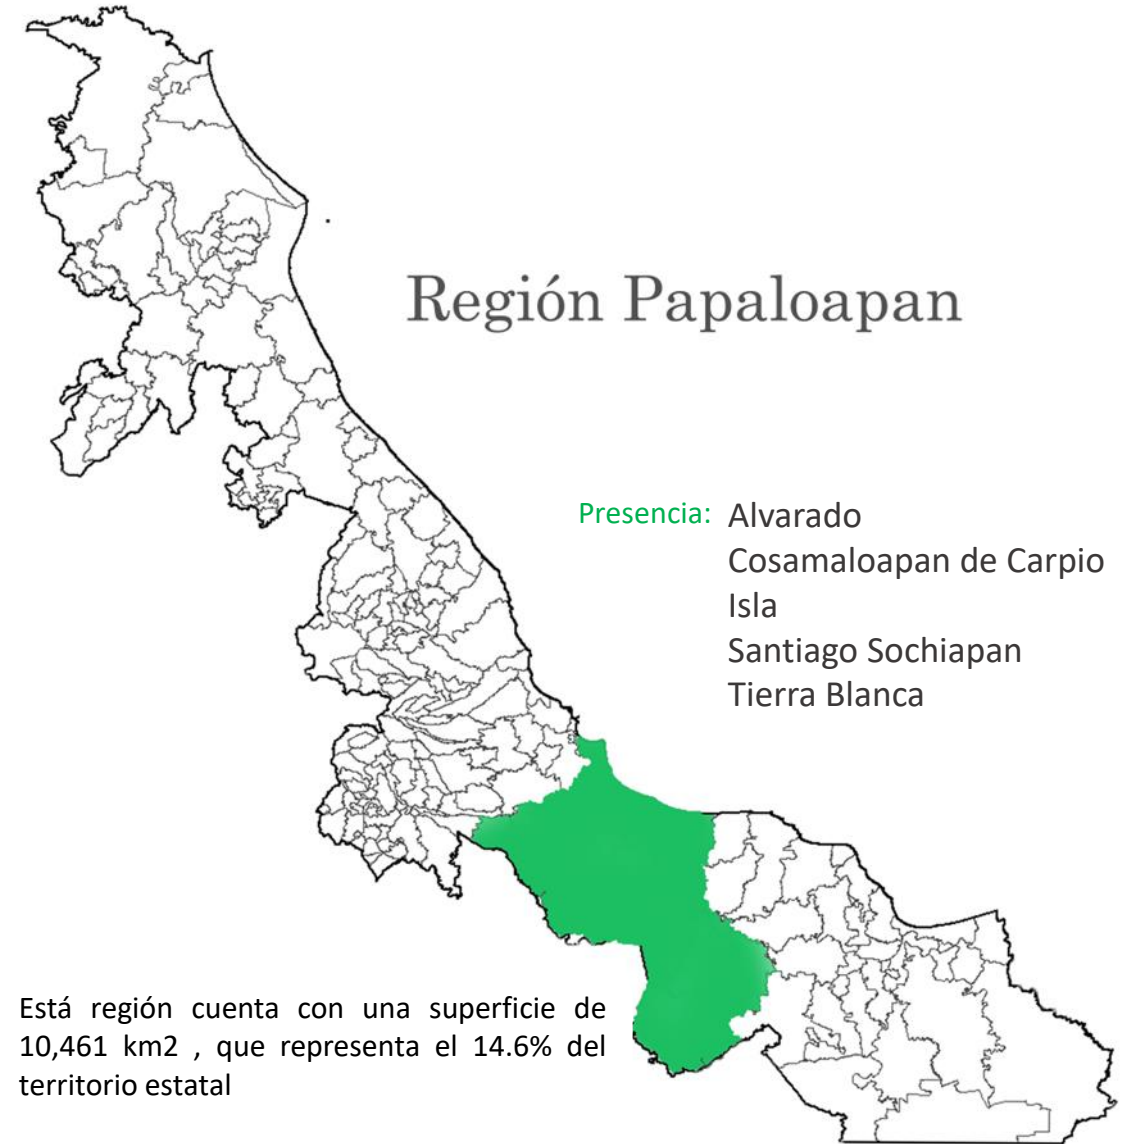 Región Papaloapan
Presencia: Alvarado
Cosamaloapan de Carpio
Isla
Santiago Sochiapan
Tierra Blanca
Está región cuenta con una superficie de
10,461 km2 , que representa el 14.6% del
territorio estatal